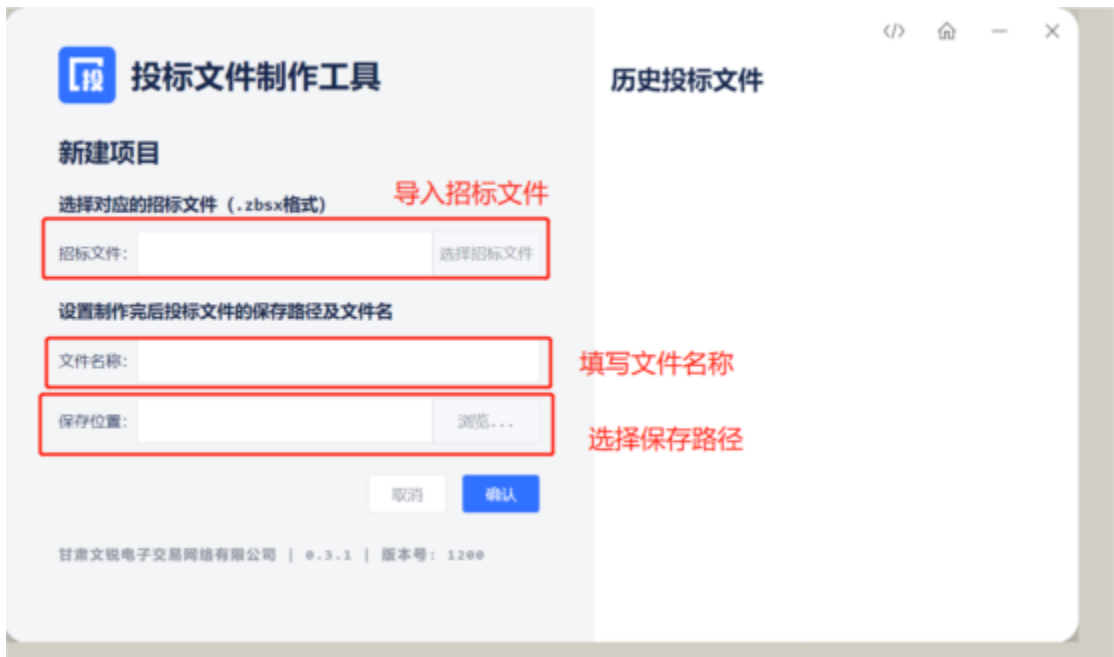 投
投标文件制作工具
历史投标文件
新建项目
选择对应的招标文件（.zbsx格式）
导入招标文件
招标文件：
选择招标文件
设置制作完后投标文件的保存路径及文件名
文件名称：
填写文件名称
保存位置：
浏览...
选择保存路径
取消
确认
甘肃文锐电子交易网络有限公司 | 0.3.1 | 版本号：1200